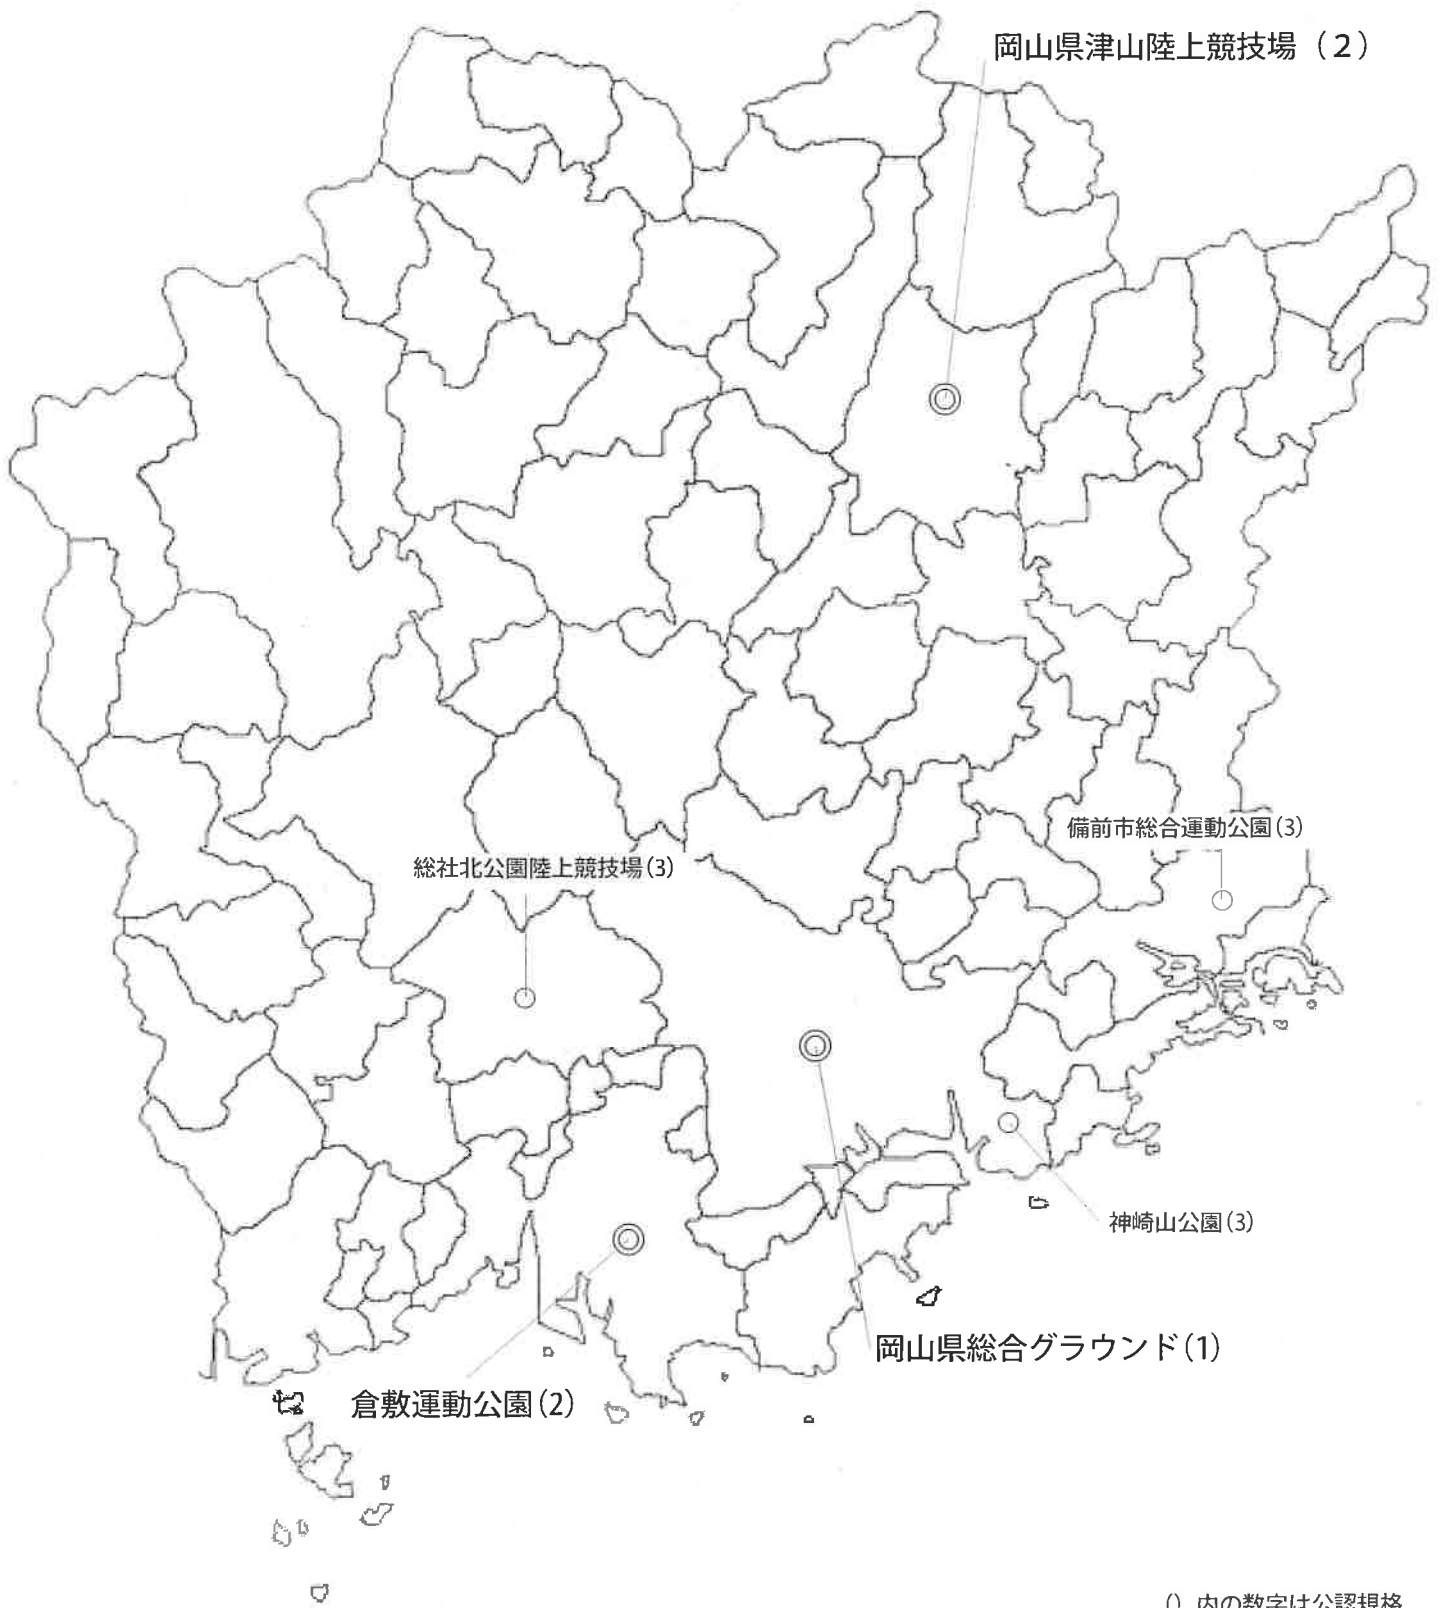 岡山県津山陸上競技場（２）
備前市総合運動公園(3)
総社北公園陸上競技場(3)
神崎山公園(3)
岡山県総合グラウンド(1)
倉敷運動公園(2)
()内の数字は公認規格